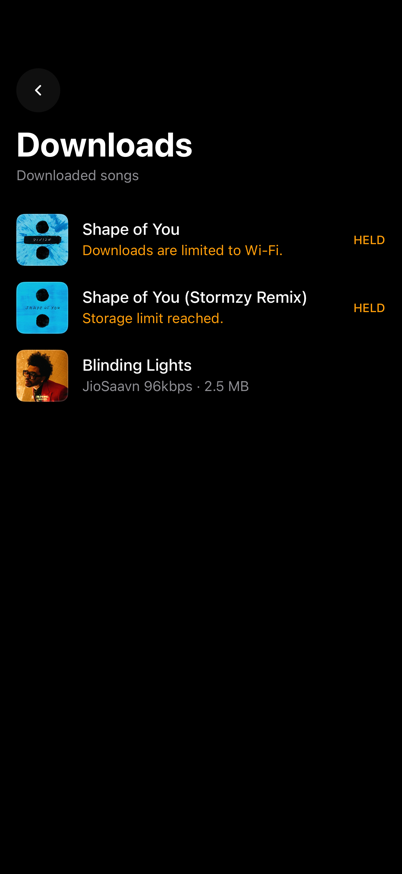 Downloads
Downloaded songs
Shape of You
Downloads are limited to Wi-Fi.
HELD
Shape of You (Stormzy Remix)
Storage limit reached.
HELD
Blinding Lights
JioSaavn 96kbps · 2.5 MB